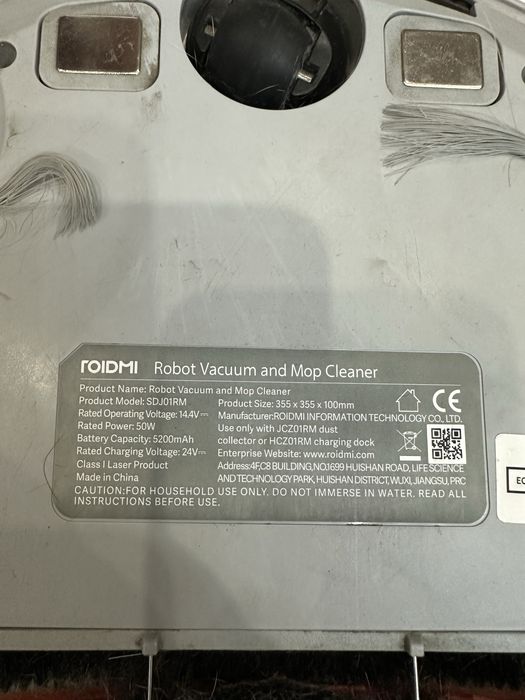 ROIDMI Robot Vacuum and Mop Cleaner
Product Name: Robot Vacuum and Mop Cleaner
Product Model: SDJ01RM
Rated Operating Voltage: 14.4V⎓
Rated Power: 50W
Battery Capacity: 5200mAh
Rated Charging Voltage: 24V⎓
Class I Laser Product
Made in China
Product Size: 355 x 355 x 100mm
Manufacturer:ROIDMI INFORMATION TECHNOLOGY CO., LTD.
Use only with JCZ01RM dust
collector or HCZ01RM charging dock
Enterprise Website: www.roidmi.com
Address:4F,C8 BUILDING,NO.1699 HUISHAN ROAD, LIFE SCIENCE
AND TECHNOLOGY PARK, HUISHAN DISTRICT, WUXI, JIANGSU, PRC
CE
CAUTION:FOR HOUSEHOLD USE ONLY. DO NOT IMMERSE IN WATER. READ ALL
INSTRUCTIONS BEFORE USE.
EC